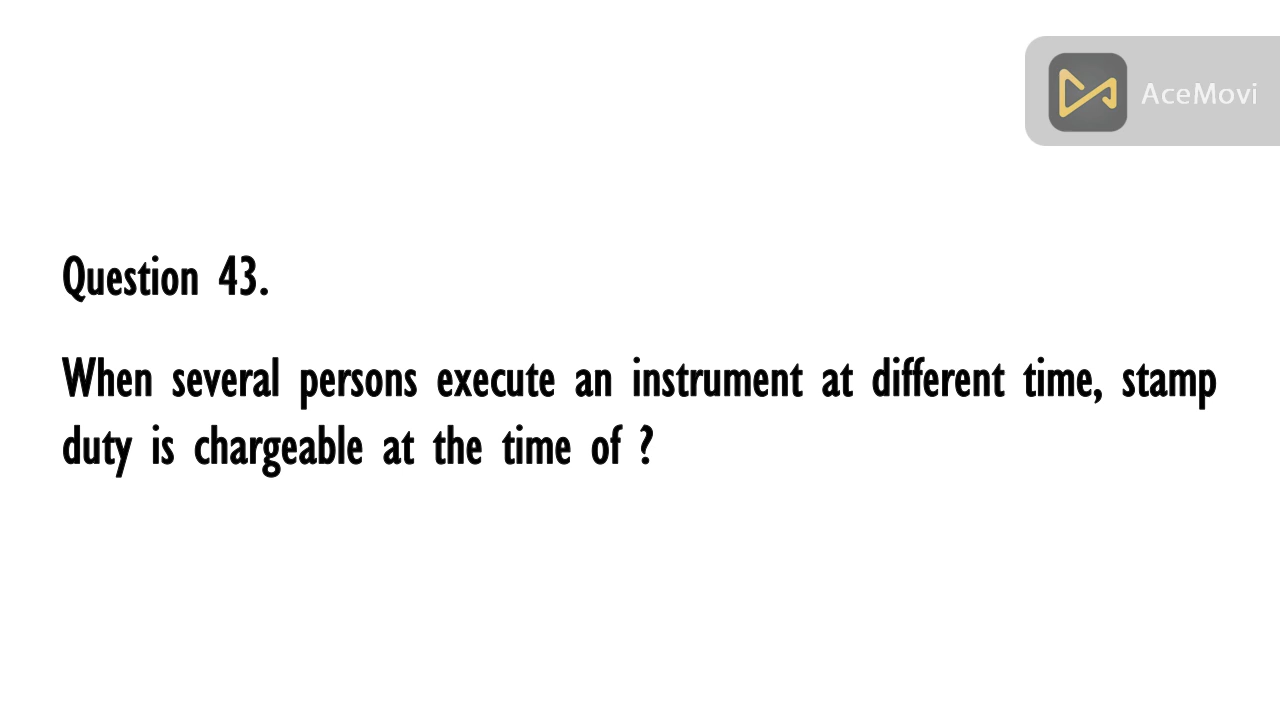 AceMovi
Question 43.
When several persons execute an instrument at different time, stamp
duty is chargeable at the time of ?